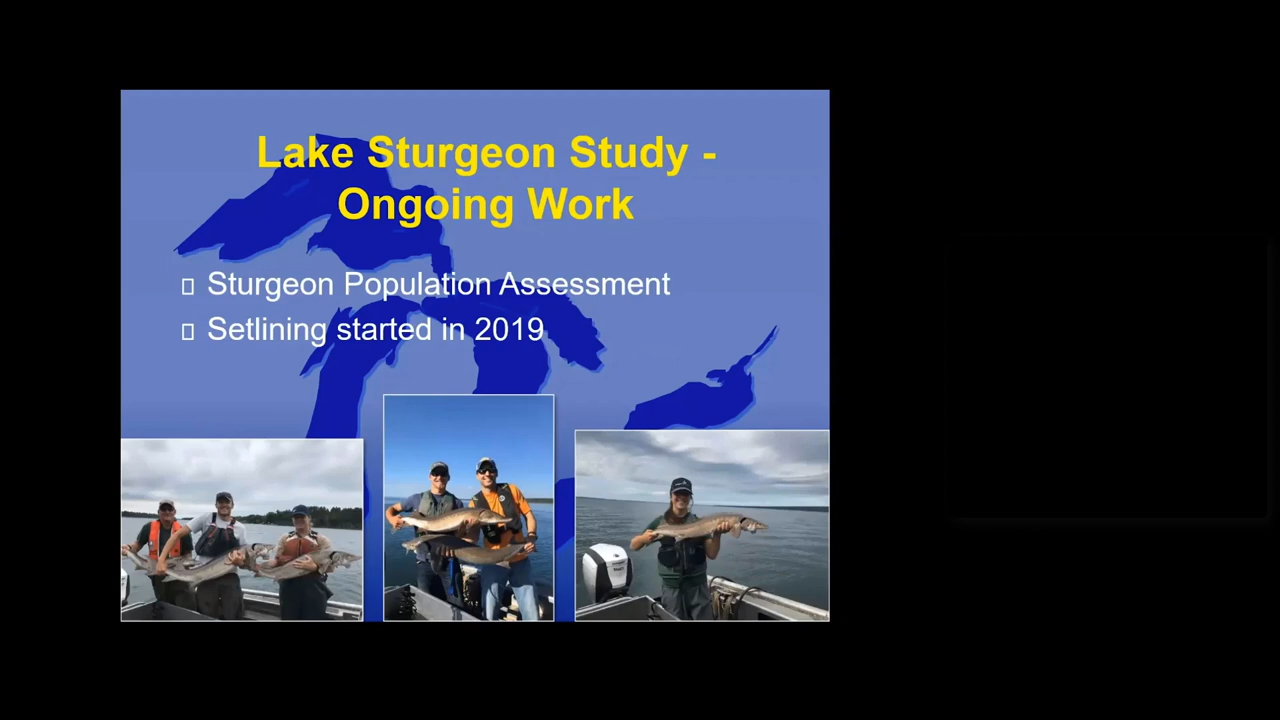 Lake Sturgeon Study -
Ongoing Work
Sturgeon Population Assessment
Setlining started in 2019